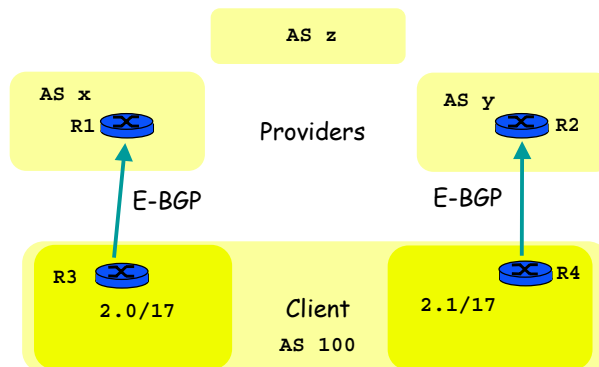 AS z
AS x
R1
Providers
AS y
R2
E-BGP
E-BGP
R3
2.0/17
Client
AS 100
2.1/17
R4